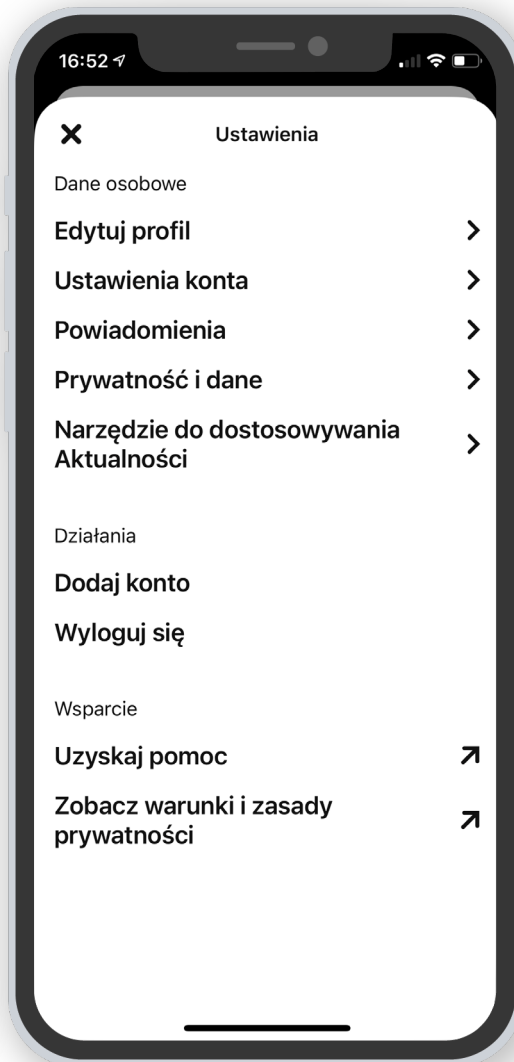 16:52
Ustawienia
Dane osobowe
Edytuj profil
Ustawienia konta
Powiadomienia
Prywatność i dane
Narzędzie do dostosowywania
Aktualności
Działania
Dodaj konto
Wyloguj się
Wsparcie
Uzyskaj pomoc
Zobacz warunki i zasady
prywatności